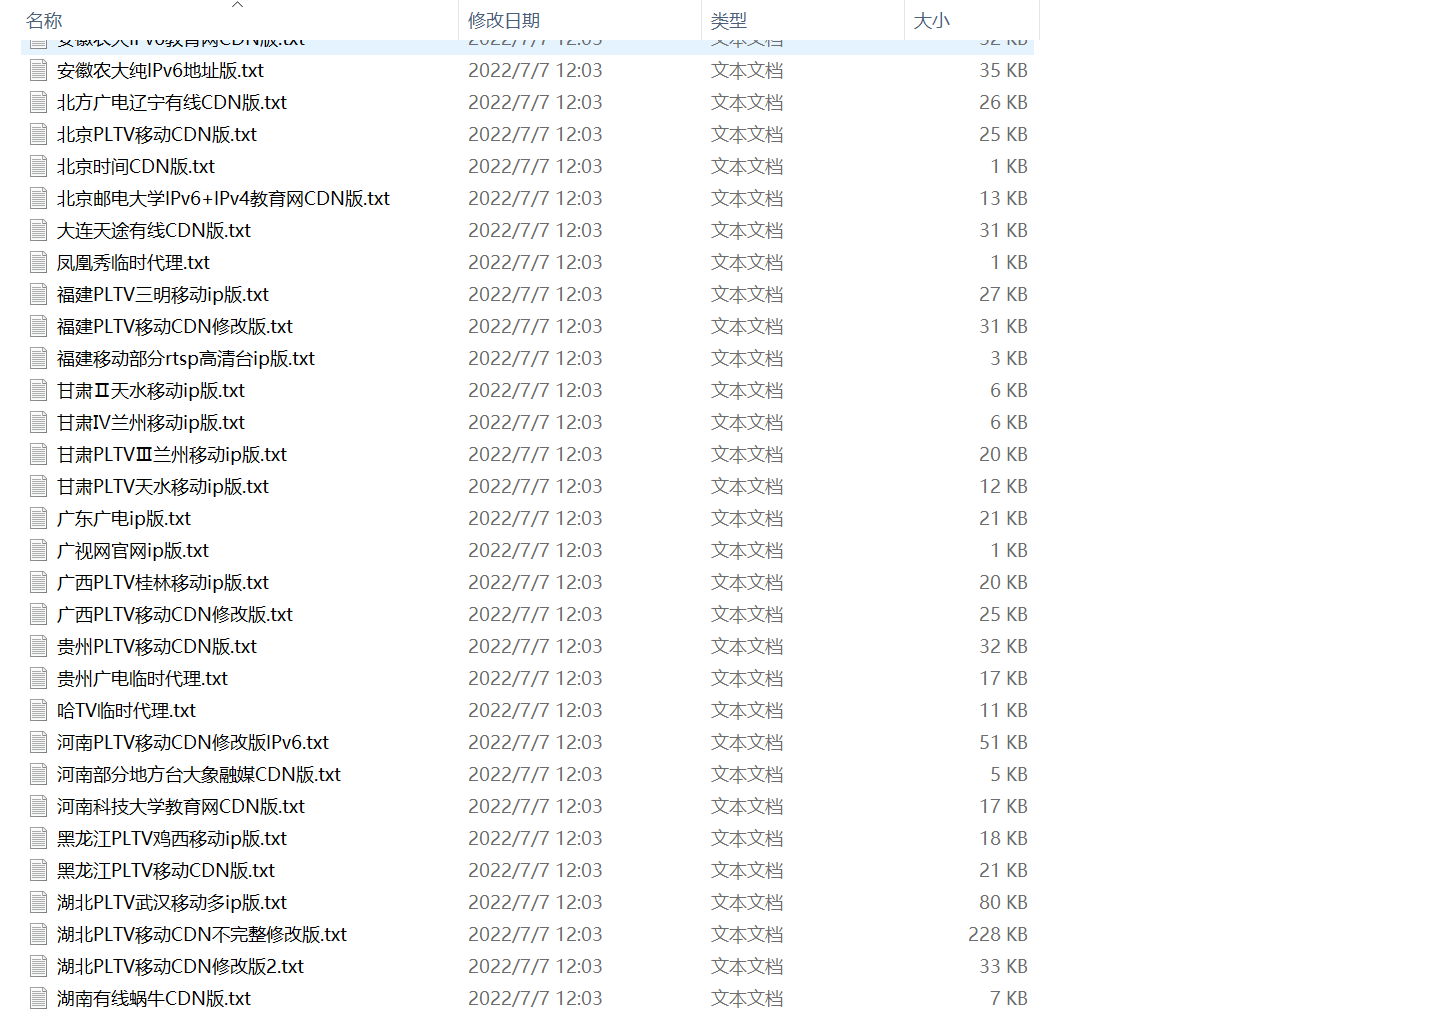 名称 修改日期 类型 大小
安徽农大IPv6教育网CDN版.txt 2022/7/7 12:03 文本文档 32 KB
安徽农大纯IPv6地址版.txt 2022/7/7 12:03 文本文档 35 KB
北方广电辽宁有线CDN版.txt 2022/7/7 12:03 文本文档 26 KB
北京PLTV移动CDN版.txt 2022/7/7 12:03 文本文档 25 KB
北京时间CDN版.txt 2022/7/7 12:03 文本文档 1 KB
北京邮电大学IPv6+IPv4教育网CDN版.txt 2022/7/7 12:03 文本文档 13 KB
大连天途有线CDN版.txt 2022/7/7 12:03 文本文档 31 KB
凤凰秀临时代理.txt 2022/7/7 12:03 文本文档 1 KB
福建PLTV三明移动ip版.txt 2022/7/7 12:03 文本文档 27 KB
福建PLTV移动CDN修改版.txt 2022/7/7 12:03 文本文档 31 KB
福建移动部分rtsp高清台ip版.txt 2022/7/7 12:03 文本文档 3 KB
甘肃Ⅱ天水移动ip版.txt 2022/7/7 12:03 文本文档 6 KB
甘肃IV兰州移动ip版.txt 2022/7/7 12:03 文本文档 6 KB
甘肃PLTVⅢ兰州移动ip版.txt 2022/7/7 12:03 文本文档 20 KB
甘肃PLTV天水移动ip版.txt 2022/7/7 12:03 文本文档 12 KB
广东广电ip版.txt 2022/7/7 12:03 文本文档 21 KB
广视网官网ip版.txt 2022/7/7 12:03 文本文档 1 KB
广西PLTV桂林移动ip版.txt 2022/7/7 12:03 文本文档 20 KB
广西PLTV移动CDN修改版.txt 2022/7/7 12:03 文本文档 25 KB
贵州PLTV移动CDN版.txt 2022/7/7 12:03 文本文档 32 KB
贵州广电临时代理.txt 2022/7/7 12:03 文本文档 17 KB
哈TV临时代理.txt 2022/7/7 12:03 文本文档 11 KB
河南PLTV移动CDN修改版IPv6.txt 2022/7/7 12:03 文本文档 51 KB
河南部分地方台大象融媒CDN版.txt 2022/7/7 12:03 文本文档 5 KB
河南科技大学教育网CDN版.txt 2022/7/7 12:03 文本文档 17 KB
黑龙江PLTV鸡西移动ip版.txt 2022/7/7 12:03 文本文档 18 KB
黑龙江PLTV移动CDN版.txt 2022/7/7 12:03 文本文档 21 KB
湖北PLTV武汉移动多ip版.txt 2022/7/7 12:03 文本文档 80 KB
湖北PLTV移动CDN不完整修改版.txt 2022/7/7 12:03 文本文档 228 KB
湖北PLTV移动CDN修改版2.txt 2022/7/7 12:03 文本文档 33 KB
湖南有线蜗牛CDN版.txt 2022/7/7 12:03 文本文档 7 KB